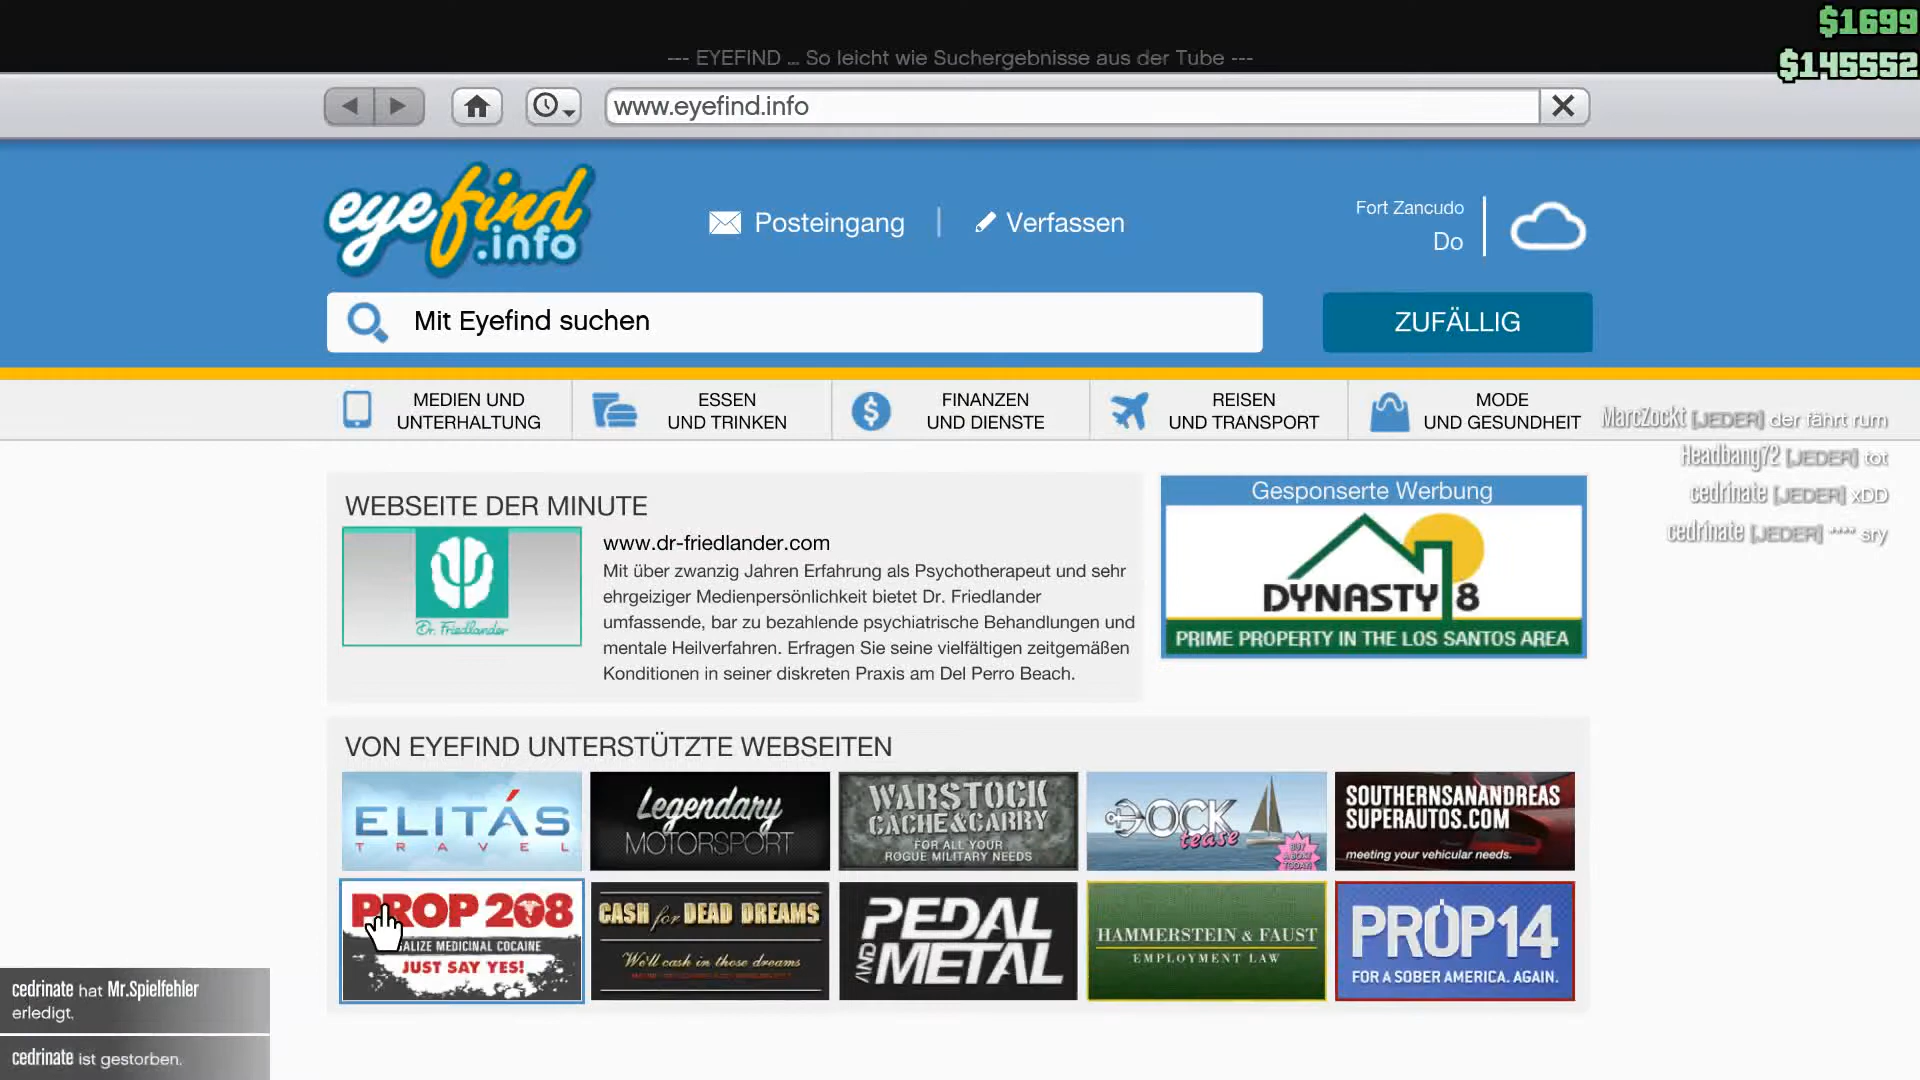 $1699
--- EYEFIND ... So leicht wie Suchergebnisse aus der Tube ---
$145552
www.eyefind.info
eyefind
.info
Posteingang
Verfassen
Fort Zancudo
Do
Mit Eyefind suchen
ZUFÄLLIG
MEDIEN UND
UNTERHALTUNG
ESSEN
UND TRINKEN
FINANZEN
UND DIENSTE
REISEN
UND TRANSPORT
MODE
UND GESUNDHEIT
MarcZockt [JEDER] der fährt rum
Headbang72 [JEDER] tot
cedrinate [JEDER] xDD
cedrinate [JEDER] **** sry
WEBSEITE DER MINUTE
Dr. Friedlander
www.dr-friedlander.com
Mit über zwanzig Jahren Erfahrung als Psychotherapeut und sehr
ehrgeiziger Medienpersönlichkeit bietet Dr. Friedlander
umfassende, bar zu bezahlende psychiatrische Behandlungen und
mentale Heilverfahren. Erfragen Sie seine vielfältigen zeitgemäßen
Konditionen in seiner diskreten Praxis am Del Perro Beach.
Gesponserte Werbung
DYNASTY 8
PRIME PROPERTY IN THE LOS SANTOS AREA
VON EYEFIND UNTERSTÜTZTE WEBSEITEN
ELITÁS
TRAVEL
Legendary
MOTORSPORT
WARSTOCK
CACHE&CARRY
FOR ALL YOUR
ROGUE MILITARY NEEDS
DOCK
tease
BUY
A BOAT
TODAY!
SOUTHERNSANANDREAS
SUPERAUTOS.COM
meeting your vehicular needs.
PROP 208
ALIZE MEDICINAL COCAINE
JUST SAY YES!
CASH for DEAD DREAMS
We'll cash in those dreams
PEDAL
AND METAL
HAMMERSTEIN & FAUST
EMPLOYMENT LAW
PROP14
FOR A SOBER AMERICA. AGAIN.
cedrinate hat Mr.Spielfehler
erledigt.
cedrinate ist gestorben.